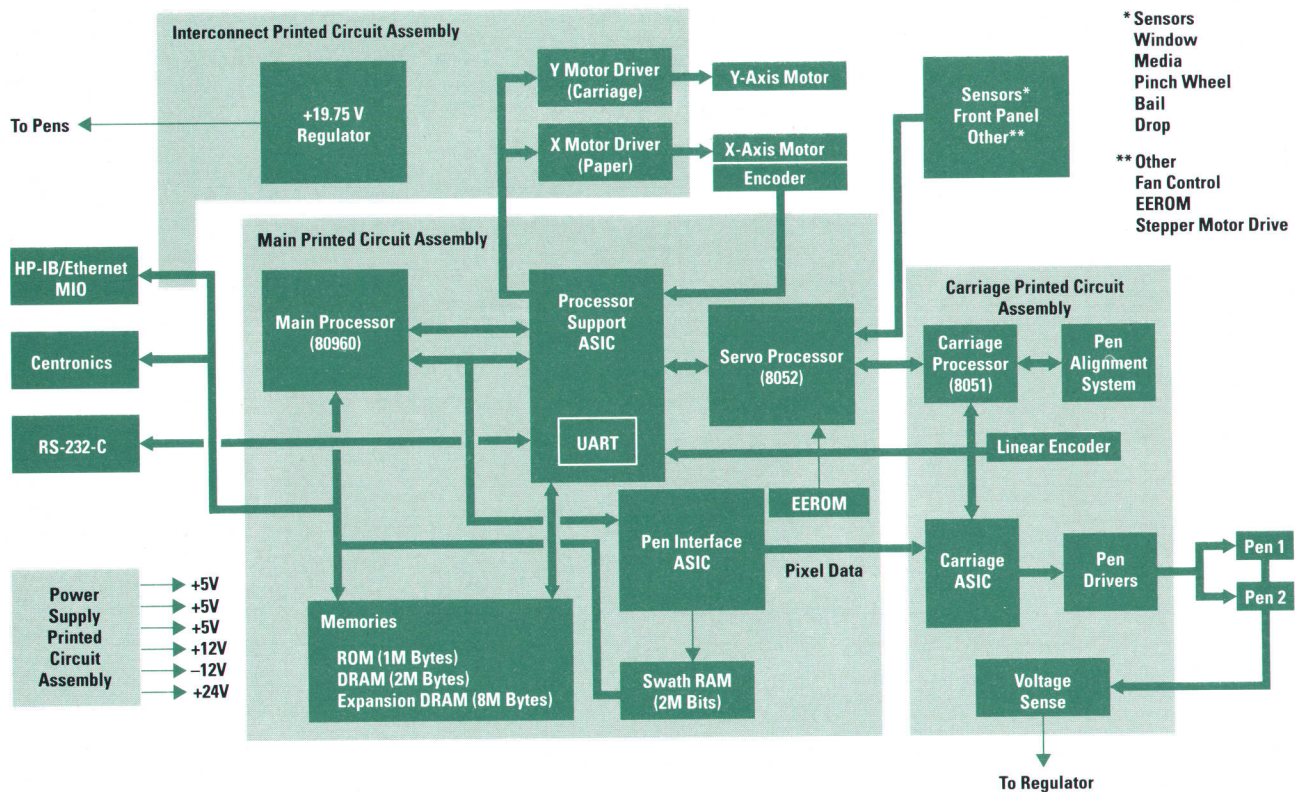 Interconnect Printed Circuit Assembly
+19.75 V
Regulator
To Pens
Y Motor Driver
(Carriage)
Y-Axis Motor
X Motor Driver
(Paper)
X-Axis Motor
Encoder
Sensors*
Front Panel
Other**
* Sensors
Window
Media
Pinch Wheel
Bail
Drop
** Other
Fan Control
EEROM
Stepper Motor Drive
Main Printed Circuit Assembly
HP-IB/Ethernet
MIO
Centronics
RS-232-C
Main Processor
(80960)
Processor
Support
ASIC
UART
Servo Processor
(8052)
EEROM
Carriage Printed Circuit
Assembly
Carriage
Processor
(8051)
Pen
Alignment
System
Linear Encoder
Pen Interface
ASIC
Pixel Data
Carriage
ASIC
Pen
Drivers
Pen 1
Pen 2
Power
Supply
Printed
Circuit
Assembly
+5V
+5V
+5V
+12V
–12V
+24V
Memories
ROM (1M Bytes)
DRAM (2M Bytes)
Expansion DRAM (8M Bytes)
Swath RAM
(2M Bits)
Voltage
Sense
To Regulator